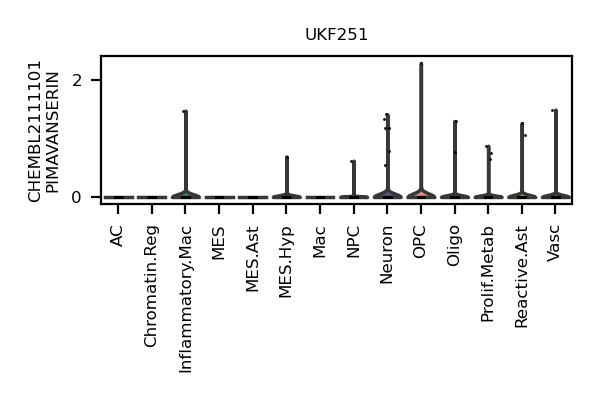 UKF251
CHEMBL2111101
PIMAVANSERIN
2
0
AC
Chromatin.Reg
Inflammatory.Mac
MES
MES.Ast
MES.Hyp
Mac
NPC
Neuron
OPC
Oligo
Prolif.Metab
Reactive.Ast
Vasc